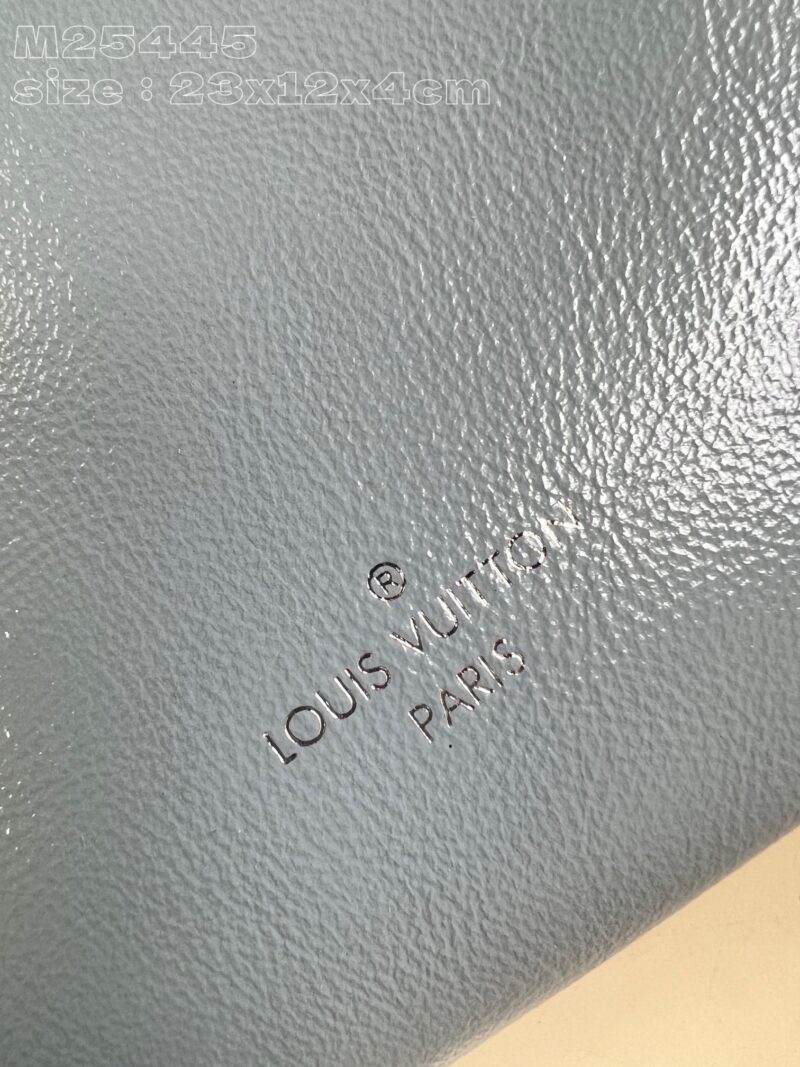 M25445
size : 23x12x4cm
®
LOUIS VUITTON
PARIS